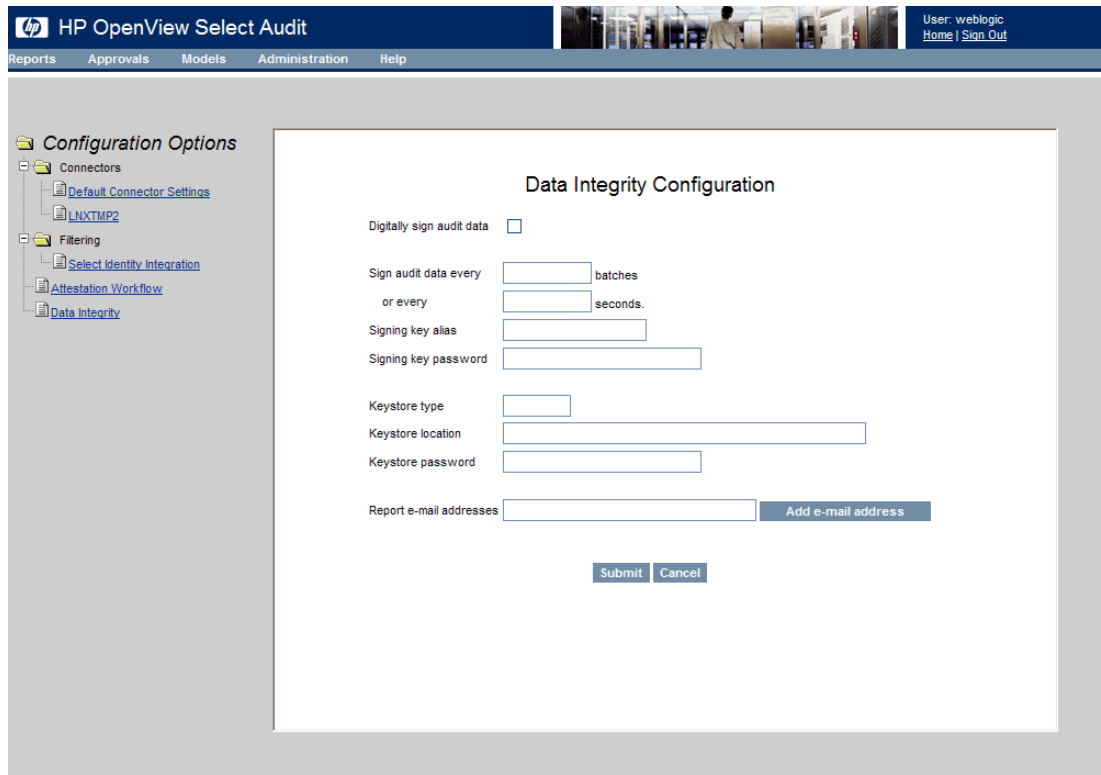 hp HP OpenView Select Audit
User: weblogic
Home | Sign Out
Reports Approvals Models Administration Help
Configuration Options
Connectors
Default Connector Settings
LNXTMP2
Filtering
Select Identity Integration
Attestation Workflow
Data Integrity
Data Integrity Configuration
Digitally sign audit data
Sign audit data every batches
or every seconds.
Signing key alias
Signing key password
Keystore type
Keystore location
Keystore password
Report e-mail addresses Add e-mail address
Submit Cancel